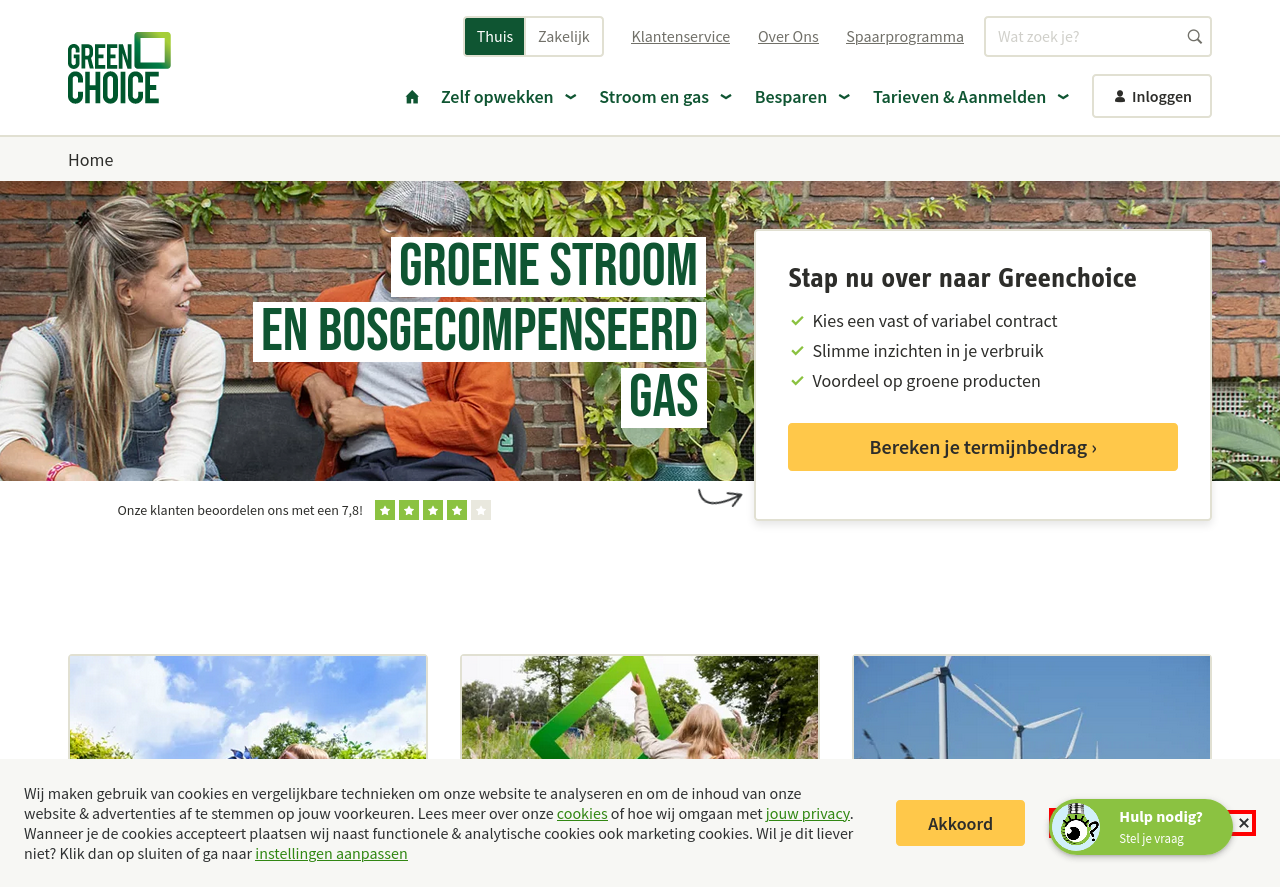 GREEN
CHOICE
Thuis
Zakelijk
Klantenservice
Over Ons
Spaarprogramma
Wat zoek je?
Zelf opwekken
Stroom en gas
Besparen
Tarieven & Aanmelden
Inloggen
Home
GROENE STROOM
EN BOSGECOMPENSEERD
GAS
Stap nu over naar Greenchoice
Kies een vast of variabel contract
Slimme inzichten in je verbruik
Voordeel op groene producten
Bereken je termijnbedrag ›
Onze klanten beoordelen ons met een 7,8!
Wij maken gebruik van cookies en vergelijkbare technieken om onze website te analyseren en om de inhoud van onze
website & advertenties af te stemmen op jouw voorkeuren. Lees meer over onze cookies of hoe wij omgaan met jouw privacy.
Wanneer je de cookies accepteert plaatsen wij naast functionele & analytische cookies ook marketing cookies. Wil je dit liever
niet? Klik dan op sluiten of ga naar instellingen aanpassen
Akkoord
Hulp nodig?
Stel je vraag